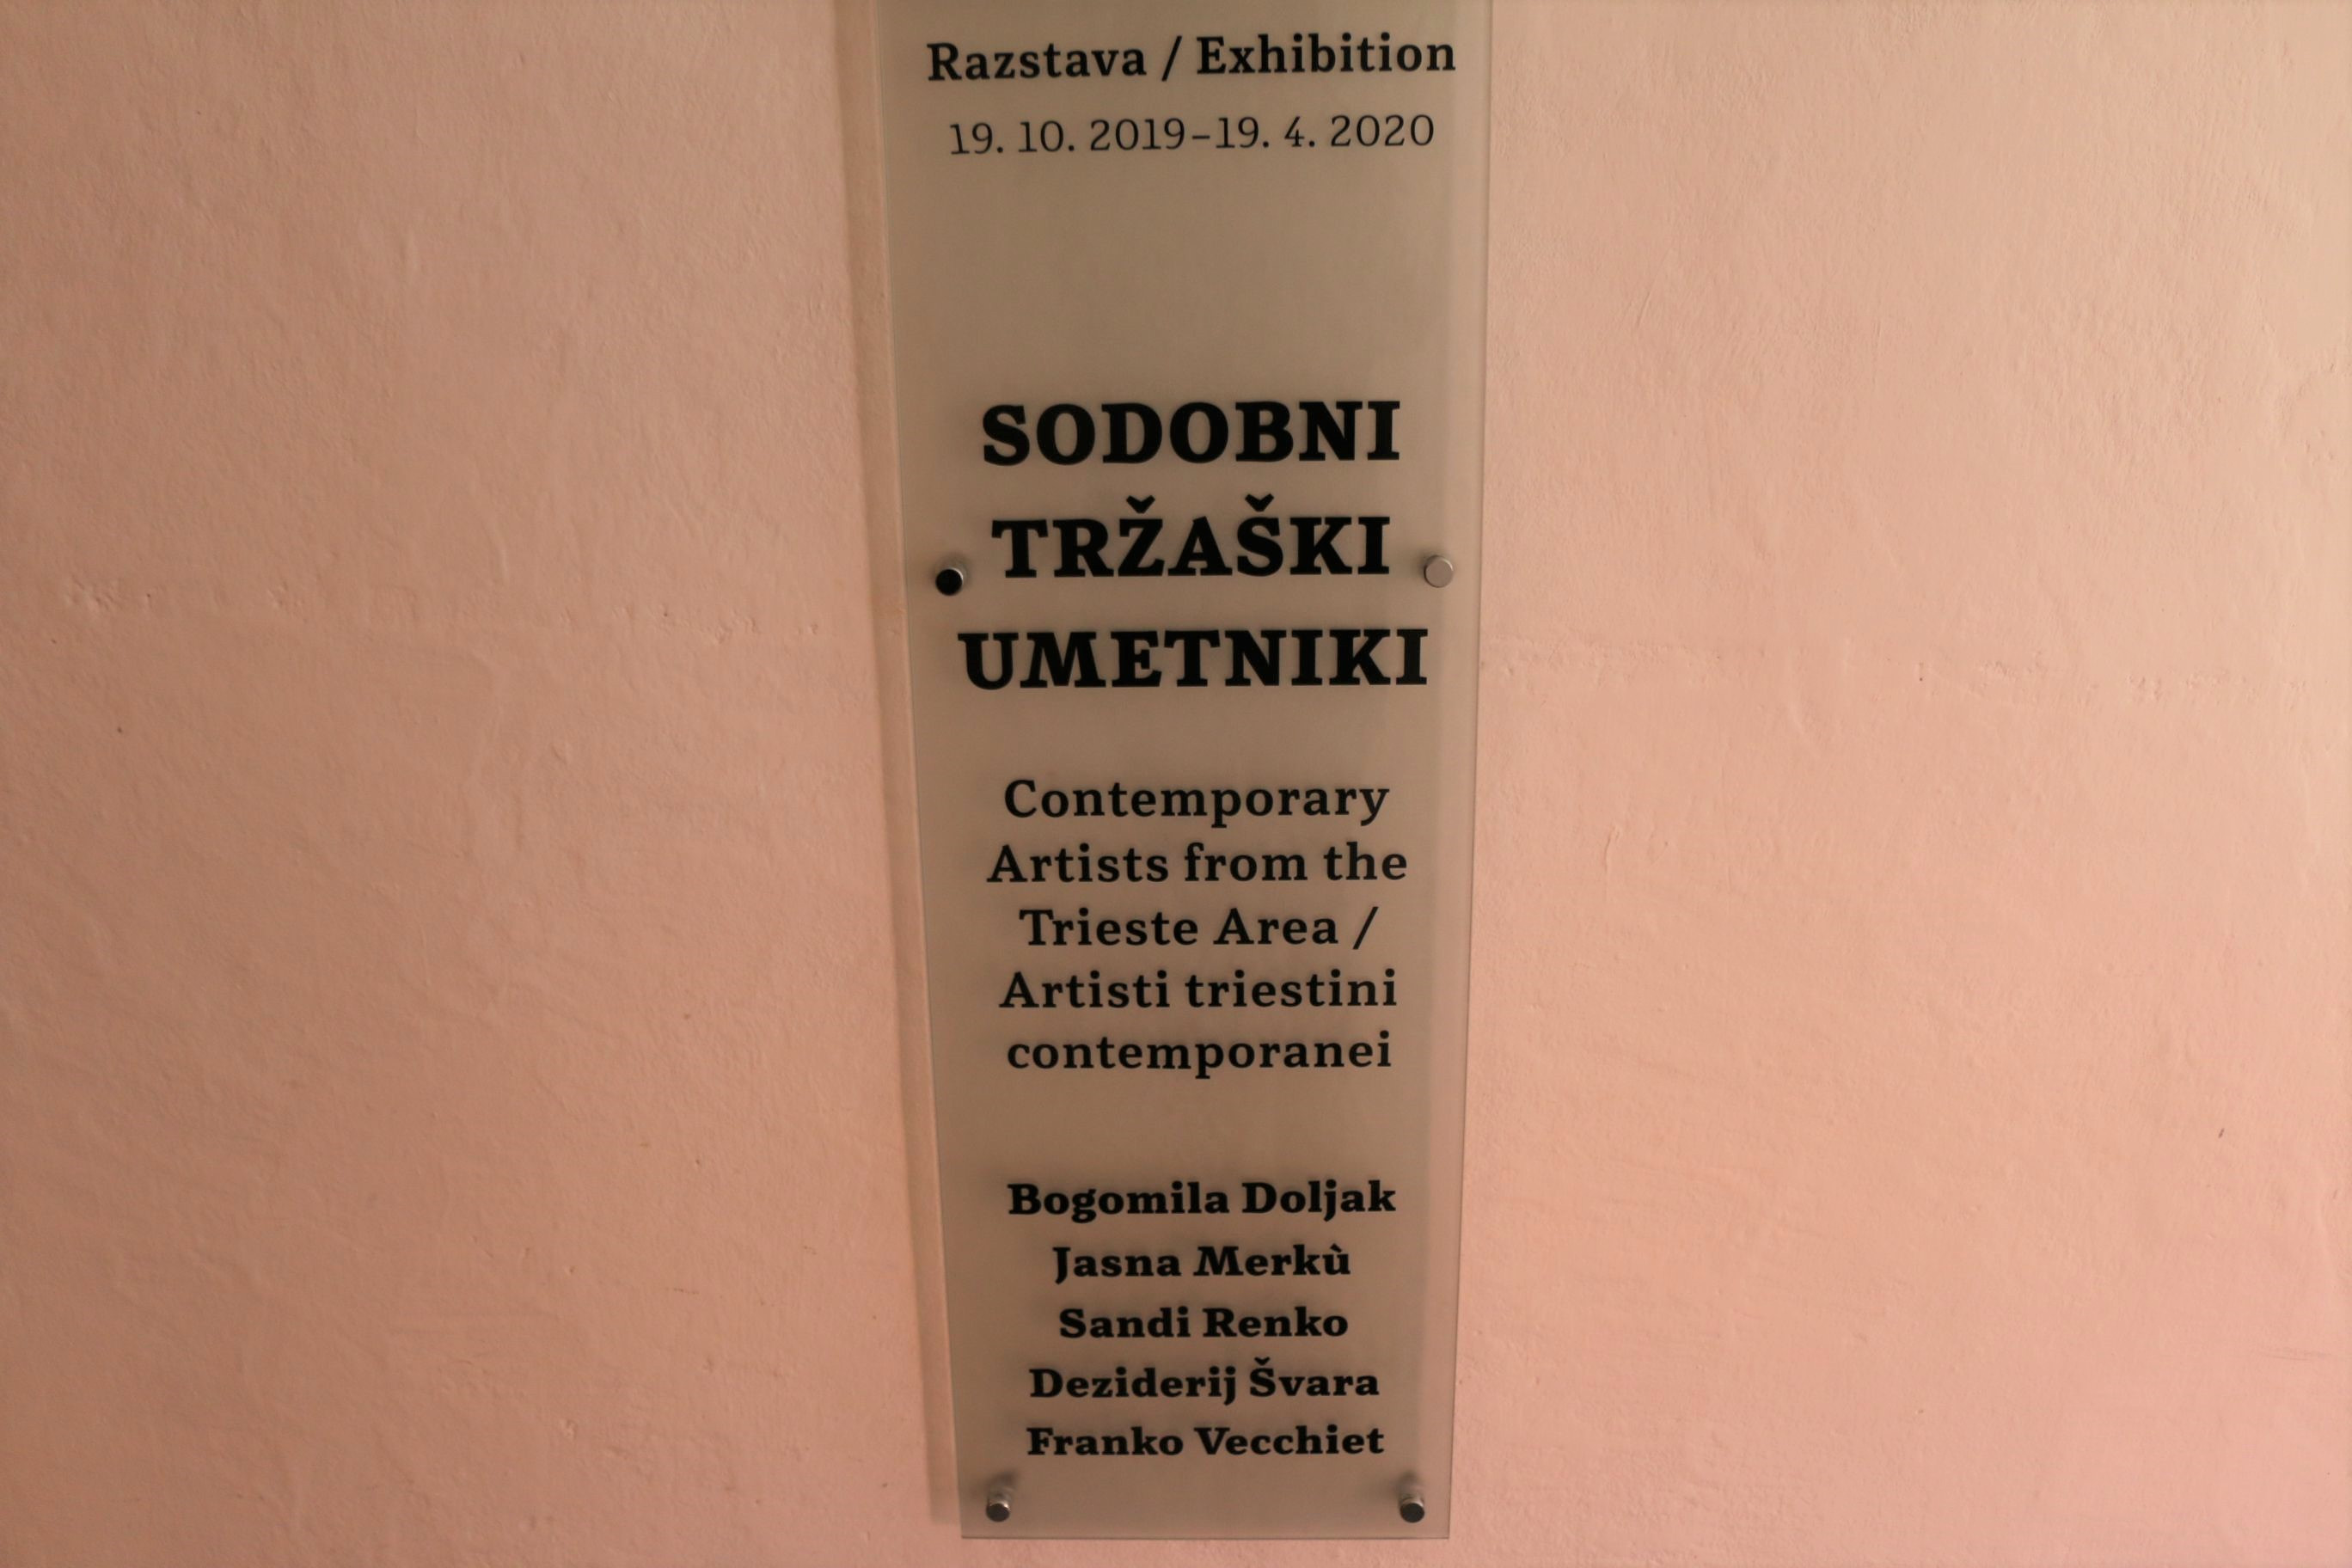 Razstava / Exhibition
19. 10. 2019–19. 4. 2020
SODOBNI
TRŽAŠKI
UMETNIKI
Contemporary
Artists from the
Trieste Area /
Artisti triestini
contemporanei
Bogomila Doljak
Jasna Merkù
Sandi Renko
Deziderij Švara
Franko Vecchiet